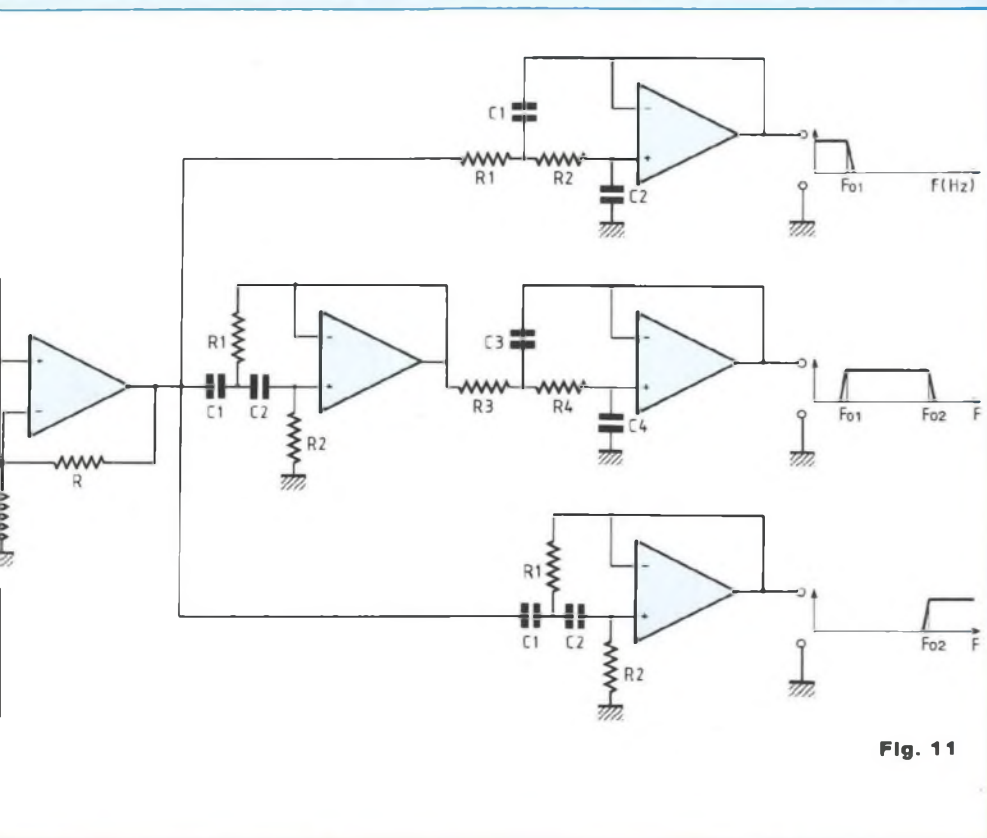 C1
-
+
R1
R2
C2
Fo1
F(Hz)
R1
-
+
C1
C2
R2
C3
-
+
R3
R4
C4
Fo1
Fo2
F
+
-
R
R1
-
+
C1
C2
R2
Fo2
F
Fig. 11